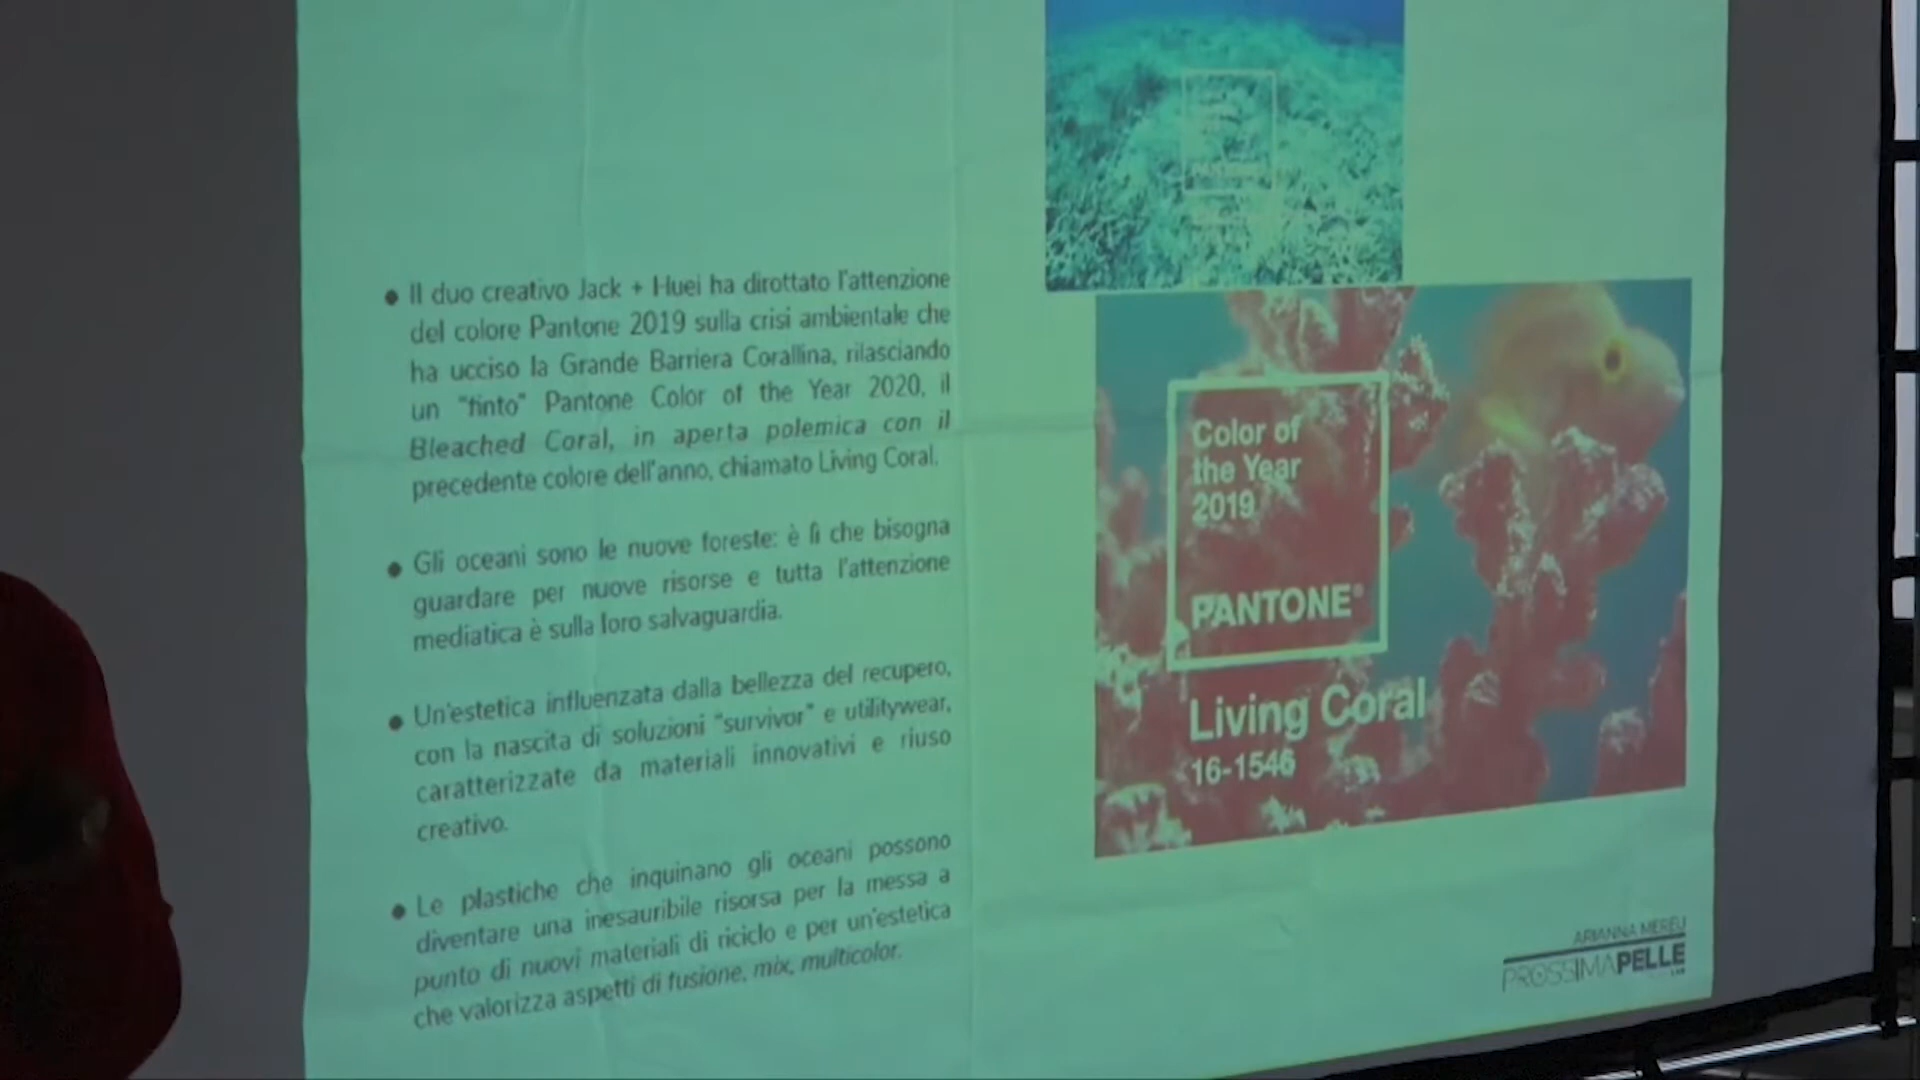 Il duo creativo Jack + Huei ha dirottato l'attenzione
del colore Pantone 2019 sulla crisi ambientale che
ha ucciso la Grande Barriera Corallina, rilasciando
un "finto" Pantone Color of the Year 2020, il
Bleached Coral, in aperta polemica con il
precedente colore dell'anno, chiamato Living Coral.
Gli oceani sono le nuove foreste: è lì che bisogna
guardare per nuove risorse e tutta l'attenzione
mediatica è sulla loro salvaguardia.
Un'estetica influenzata dalla bellezza del recupero,
con la nascita di soluzioni "survivor" e utilitywear,
caratterizzate da materiali innovativi e riuso
creativo.
Le plastiche che inquinano gli oceani possono
diventare una inesauribile risorsa per la messa a
punto di nuovi materiali di riciclo e per un'estetica
che valorizza aspetti di fusione, mix, multicolor.
Color of
the Year
2019
PANTONE®
Living Coral
16-1546
ARIANNA MEREU
PROSSIMAPELLE